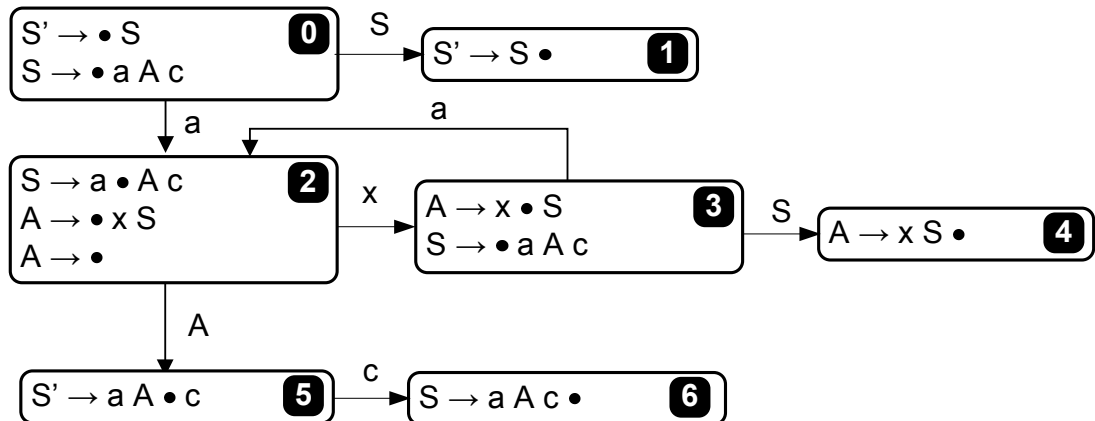 S’ → • S
S → • a A c
0
S
S’ → S •
1
a
a
S → a • A c
A → • x S
A → •
2
x
A → x • S
S → • a A c
3
S
A → x S •
4
A
S’ → a A • c
5
c
S → a A c •
6